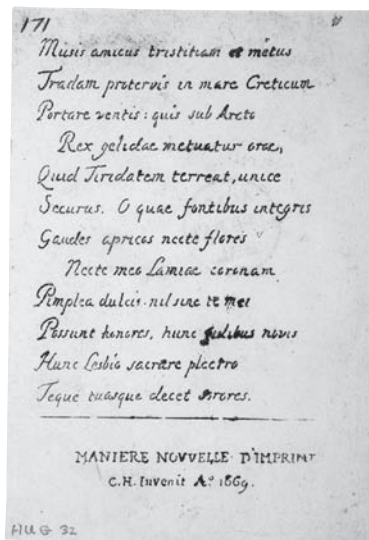 171
Musis amicus tristitiam et metus
Tradam protervis in mare Creticum
Portare ventis: quis sub Arcto
Rex gelidae metuatur orae,
Quid Tiridatem terreat, unice
Securus. O quae fontibus integris
Gaudes apricos necte flores
Necte meo Lamiae coronam
Pimplea dulcis. nil sine te mei
Possunt honores, hunc fidibus novis
Hunc Lesbio sacrare plectro
Teque tuasque decet sorores.
MANIERE NOVVELLE D'IMPRIM
C.H. Invenit Aº 1669.
HUG 32